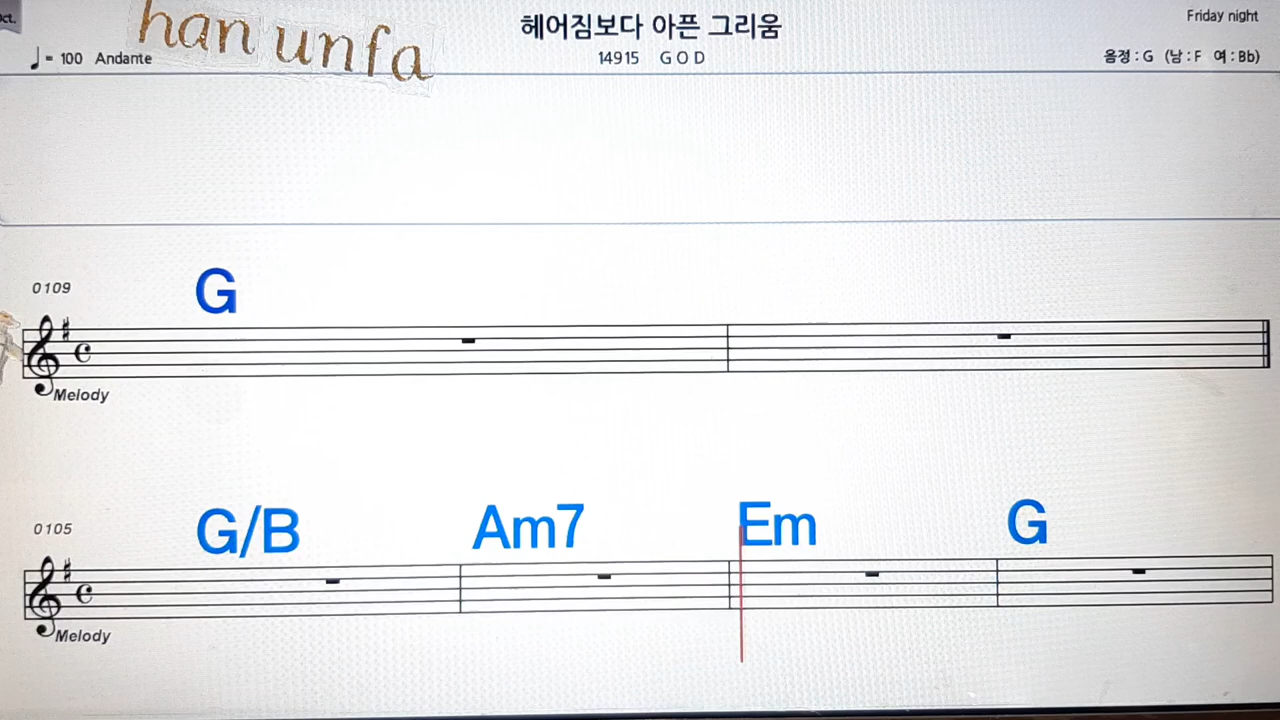 han unfa
헤어짐보다 아픈 그리움
Friday night
♩= 100 Andante
14915 G O D
음정 : G (남 : F 여 : Bb)
G
0109
Melody
G/B Am7 Em G
0105
Melody